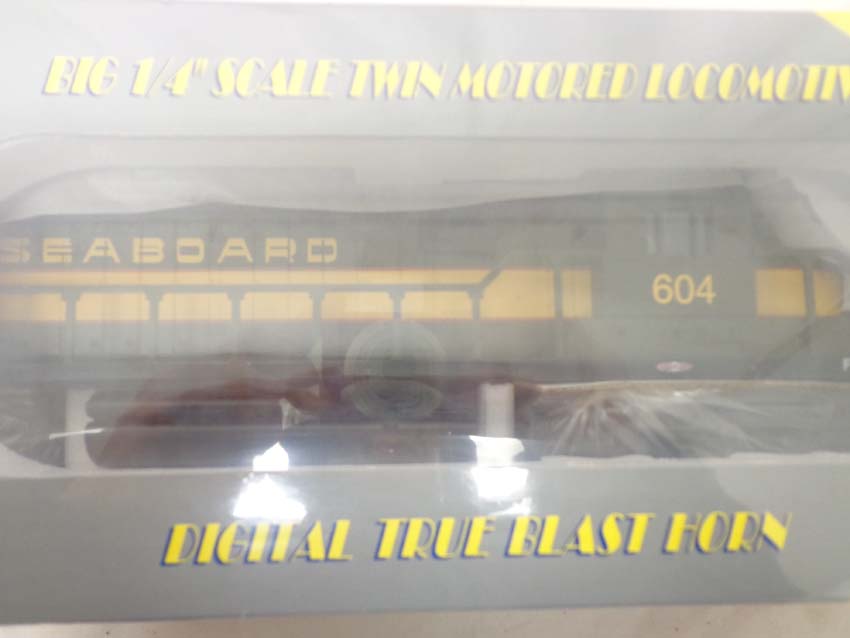 BIG 1/4" SCALE TWIN MOTORED LOCOMOTIV
SEABOARD
604
DIGITAL TRUE BLAST HORN